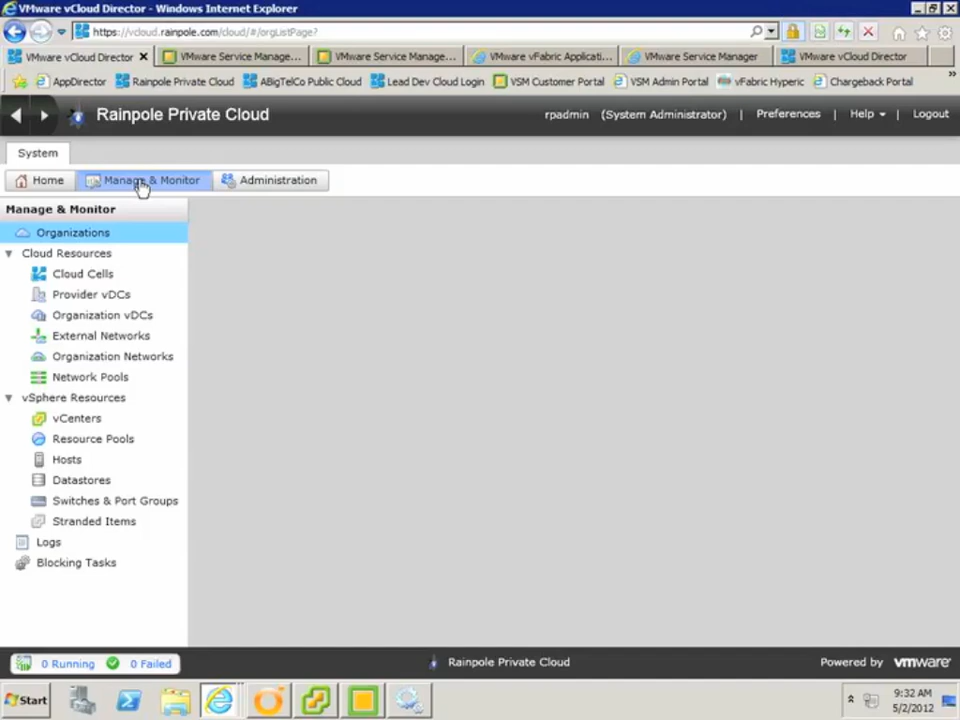 VMware vCloud Director - Windows Internet Explorer
https://vcloud.rainpole.com/cloud/#/orgListPage?
VMware vCloud Director
VMware Service Manage...
VMware Service Manage...
VMware vFabric Applicati...
VMware Service Manager
VMware vCloud Director
AppDirector
Rainpole Private Cloud
ABigTelCo Public Cloud
Lead Dev Cloud Login
VSM Customer Portal
VSM Admin Portal
vFabric Hyperic
Chargeback Portal
Rainpole Private Cloud
rpadmin (System Administrator) | Preferences | Help | Logout
System
Home
Manage & Monitor
Administration
Manage & Monitor
Organizations
Cloud Resources
Cloud Cells
Provider vDCs
Organization vDCs
External Networks
Organization Networks
Network Pools
vSphere Resources
vCenters
Resource Pools
Hosts
Datastores
Switches & Port Groups
Stranded Items
Logs
Blocking Tasks
0 Running
0 Failed
Rainpole Private Cloud
Powered by vmware
Start
9:32 AM
5/2/2012